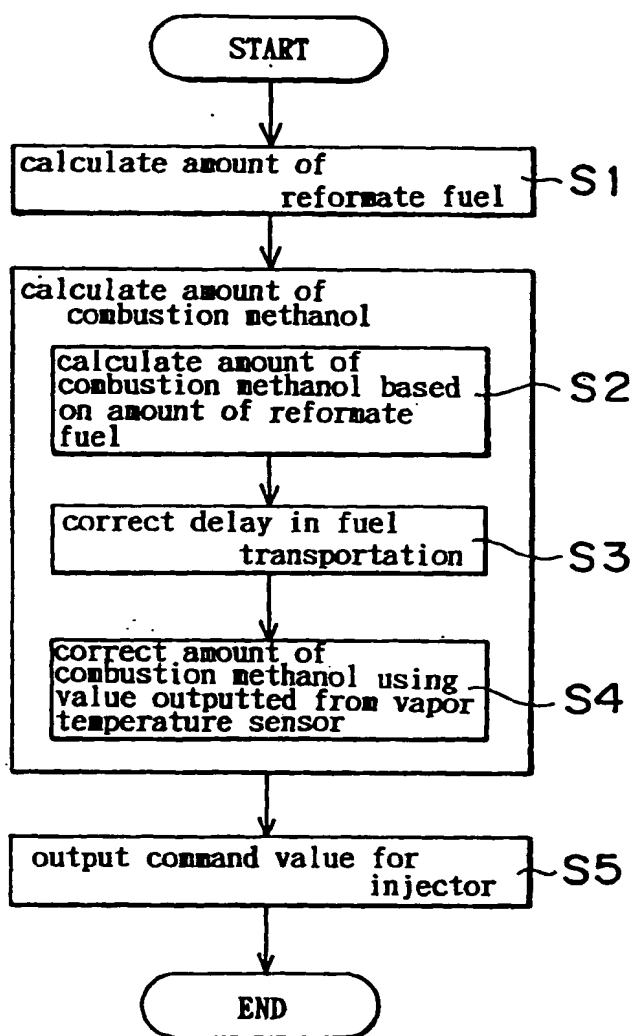 START
calculate amount of
reformate fuel
S1
calculate amount of
combustion methanol
calculate amount of
combustion methanol based
on amount of reformate
fuel
S2
correct delay in fuel
transportation
S3
correct amount of
combustion methanol using
value outputted from vapor
temperature sensor
S4
output command value for
injector
S5
END